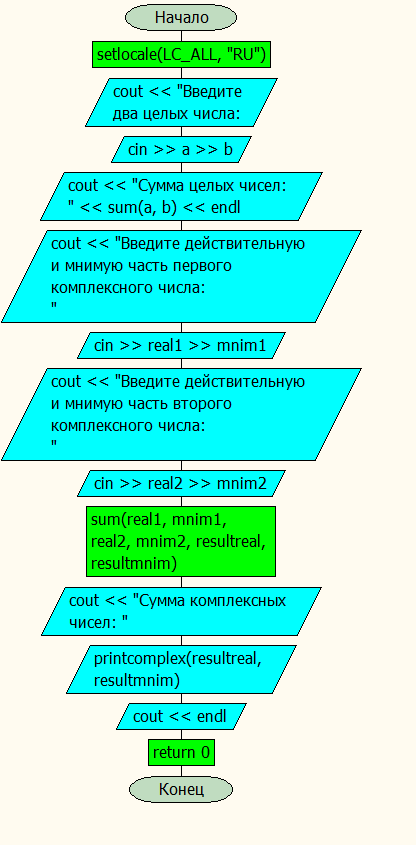 Начало
setlocale(LC_ALL, "RU")
cout << "Введите
два целых числа:
cin >> a >> b
cout << "Сумма целых чисел:
" << sum(a, b) << endl
cout << "Введите действительную
и мнимую часть первого
комплексного числа:
"
cin >> real1 >> mnim1
cout << "Введите действительную
и мнимую часть второго
комплексного числа:
"
cin >> real2 >> mnim2
sum(real1, mnim1,
real2, mnim2, resultreal,
resultmnim)
cout << "Сумма комплексных
чисел: "
printcomplex(resultreal,
resultmnim)
cout << endl
return 0
Конец